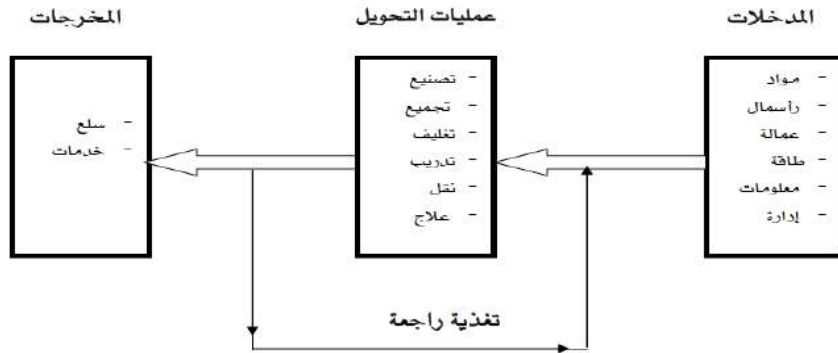 المدخلات
- مواد
- رأسمال
- عمالة
- طاقة
- معلومات
- إدارة
عمليات التحويل
- تصنيع
- تجميع
- تغليف
- تدريب
- نقل
- علاج
المخرجات
- سلع
- خدمات
تغذية راجعة